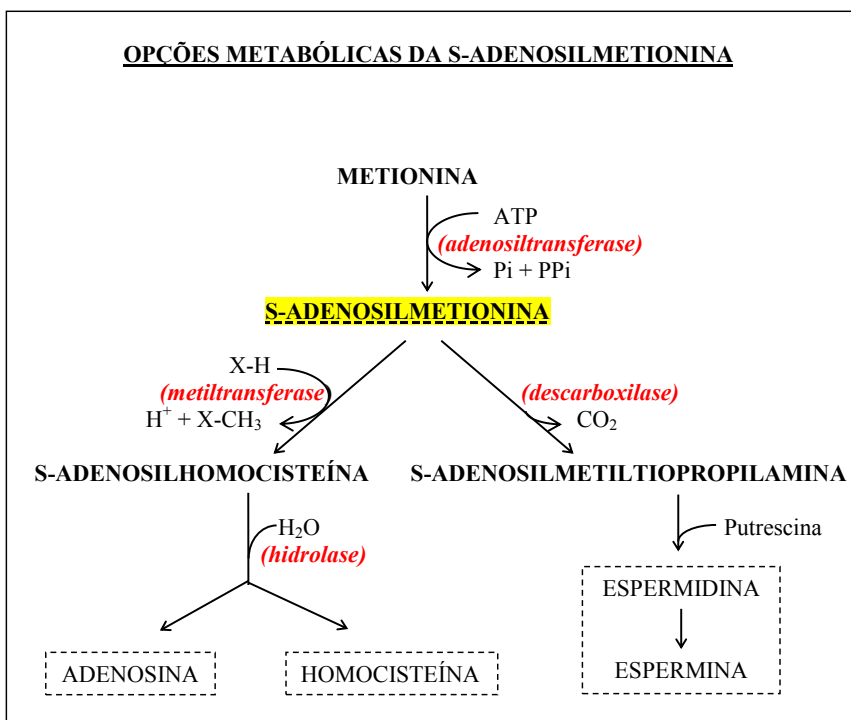 OPÇÕES METABÓLICAS DA S-ADENOSILMETIONINA
METIONINA
ATP
(adenosiltransferase)
Pi + PPi
S-ADENOSILMETIONINA
X-H
(metiltransferase
H⁺ + X-CH₃
(descarboxilase)
CO₂
S-ADENOSILHOMOCISTEÍNA
S-ADENOSILMETILTIOPROPILAMINA
H₂O
(hidrolase)
Putrescina
ESPERMIDINA
ESPERMINA
ADENOSINA
HOMOCISTEÍNA